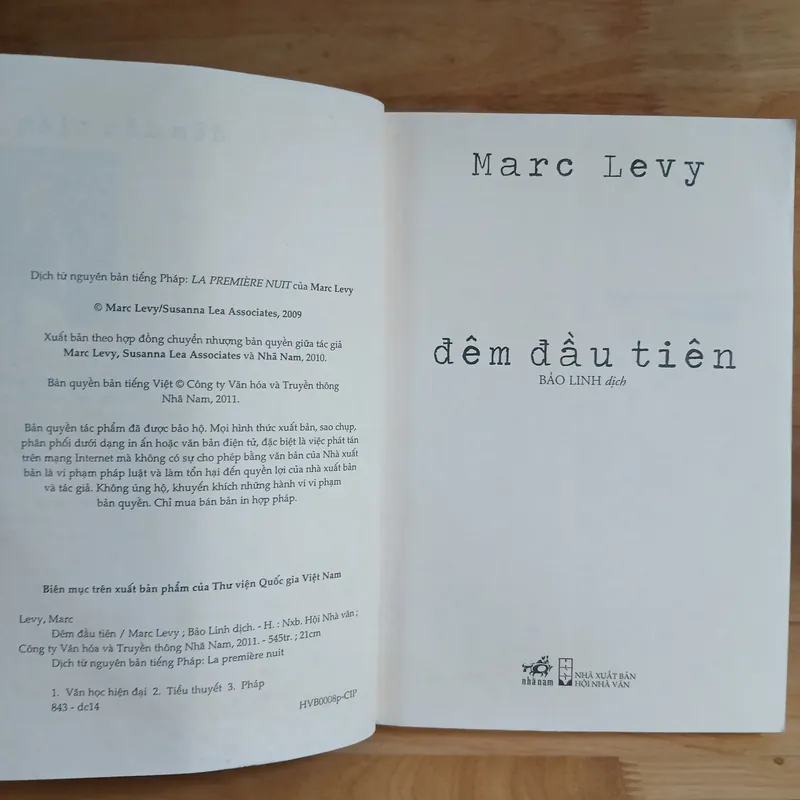 Dịch từ nguyên bản tiếng Pháp: LA PREMIÈRE NUIT của Marc Levy
© Marc Levy/Susanna Lea Associates, 2009
Xuất bản theo hợp đồng chuyển nhượng bản quyền giữa tác giả
Marc Levy, Susanna Lea Associates và Nhã Nam, 2010.
Bản quyền bản tiếng Việt © Công ty Văn hóa và Truyền thông
Nhã Nam, 2011.
Bản quyền tác phẩm đã được bảo hộ. Mọi hình thức xuất bản, sao chụp,
phân phối dưới dạng in ấn hoặc văn bản điện tử, đặc biệt là việc phát tán
trên mạng Internet mà không có sự cho phép bằng văn bản của Nhà xuất
bản là vi phạm pháp luật và làm tổn hại đến quyền lợi của nhà xuất bản
và tác giả. Không ủng hộ, khuyến khích những hành vi vi phạm
bản quyền. Chỉ mua bán bản in hợp pháp.
Biên mục trên xuất bản phẩm của Thư viện Quốc gia Việt Nam
Levy, Marc
Đêm đầu tiên / Marc Levy ; Bảo Linh dịch. - H. : Nxb. Hội Nhà văn ;
Công ty Văn hóa và Truyền thông Nhã Nam, 2011. - 545tr. ; 21cm
Dịch từ nguyên bản tiếng Pháp: La première nuit
1. Văn học hiện đại 2. Tiểu thuyết 3. Pháp
843 - dc14
HVB0008p-CIP
Marc Levy
đêm đầu tiên
BẢO LINH dịch
nhã nam
NHÀ XUẤT BẢN
HỘI NHÀ VĂN